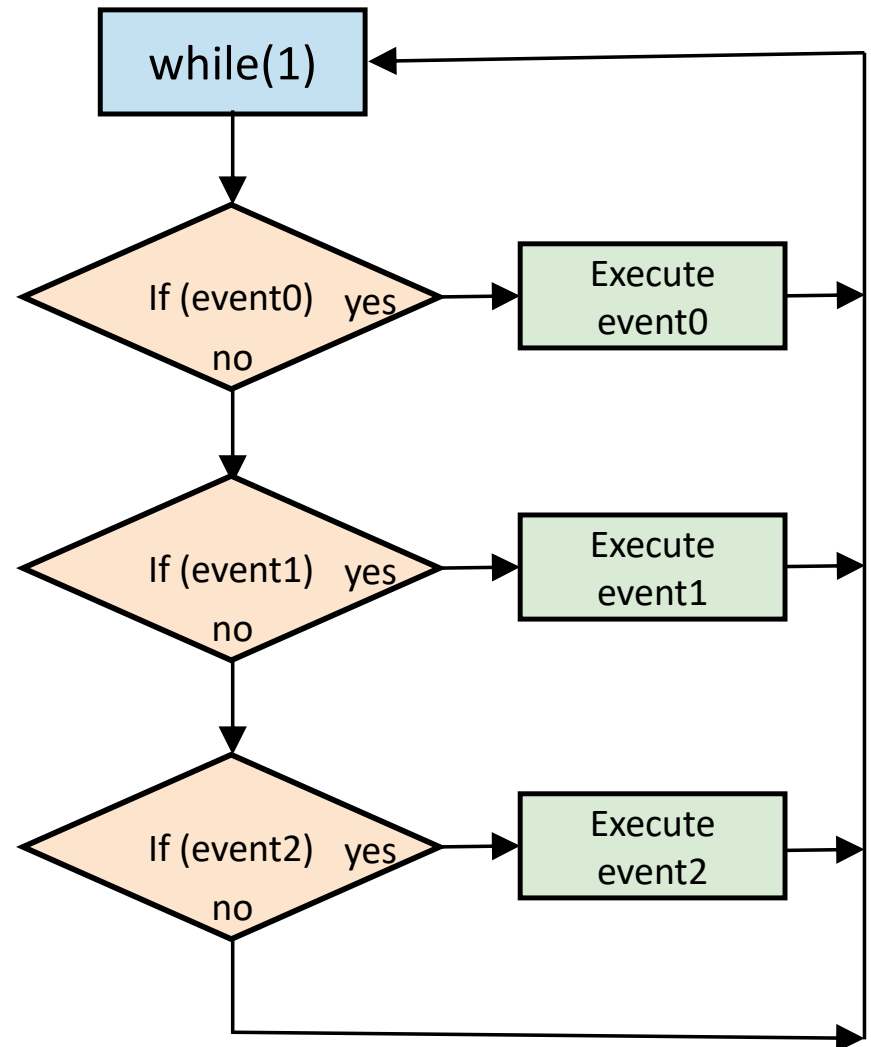 while(1)
If (event0)
yes
no
Execute
event0
If (event1)
yes
no
Execute
event1
If (event2)
yes
no
Execute
event2